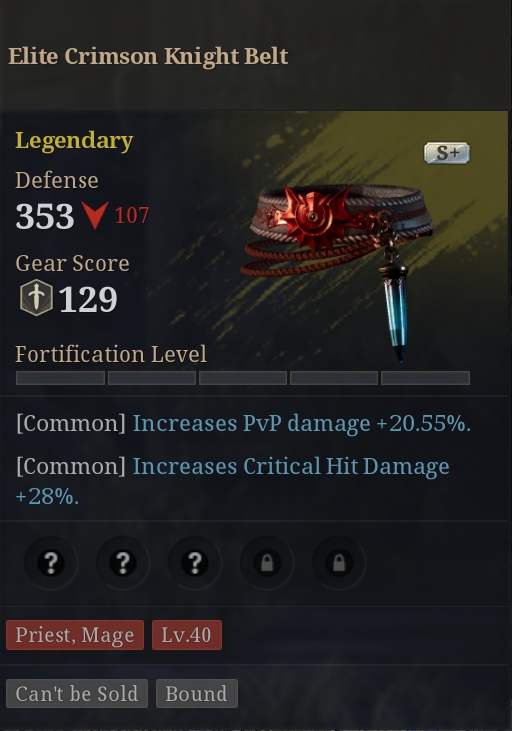 Elite Crimson Knight Belt
Legendary
S+
Defense
353 107
Gear Score
129
Fortification Level
[Common] Increases PvP damage +20.55%.
[Common] Increases Critical Hit Damage
+28%.
? ? ?
Priest, Mage Lv.40
Can't be Sold Bound